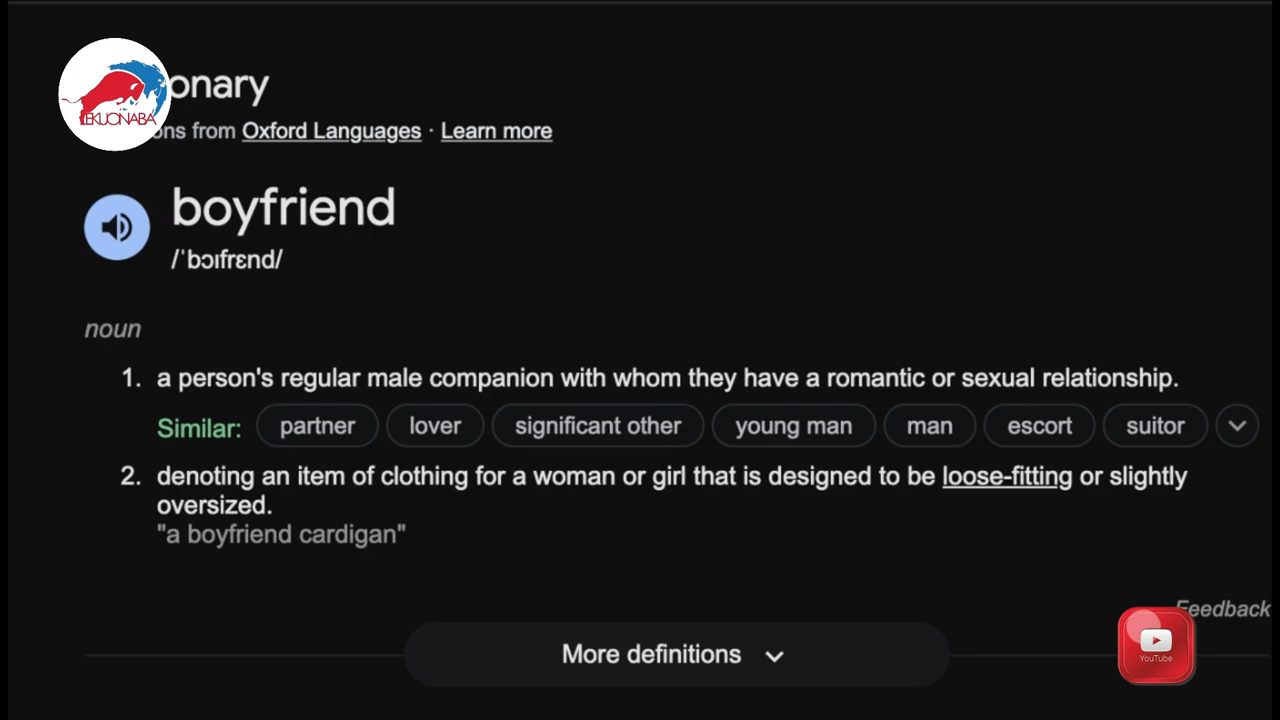 EKUONABA
onary
ons from Oxford Languages · Learn more
boyfriend
/ˈbɔɪfrɛnd/
noun
1. a person's regular male companion with whom they have a romantic or sexual relationship.
Similar: partner lover significant other young man man escort suitor
2. denoting an item of clothing for a woman or girl that is designed to be loose-fitting or slightly
oversized.
"a boyfriend cardigan"
Feedback
More definitions
YouTube